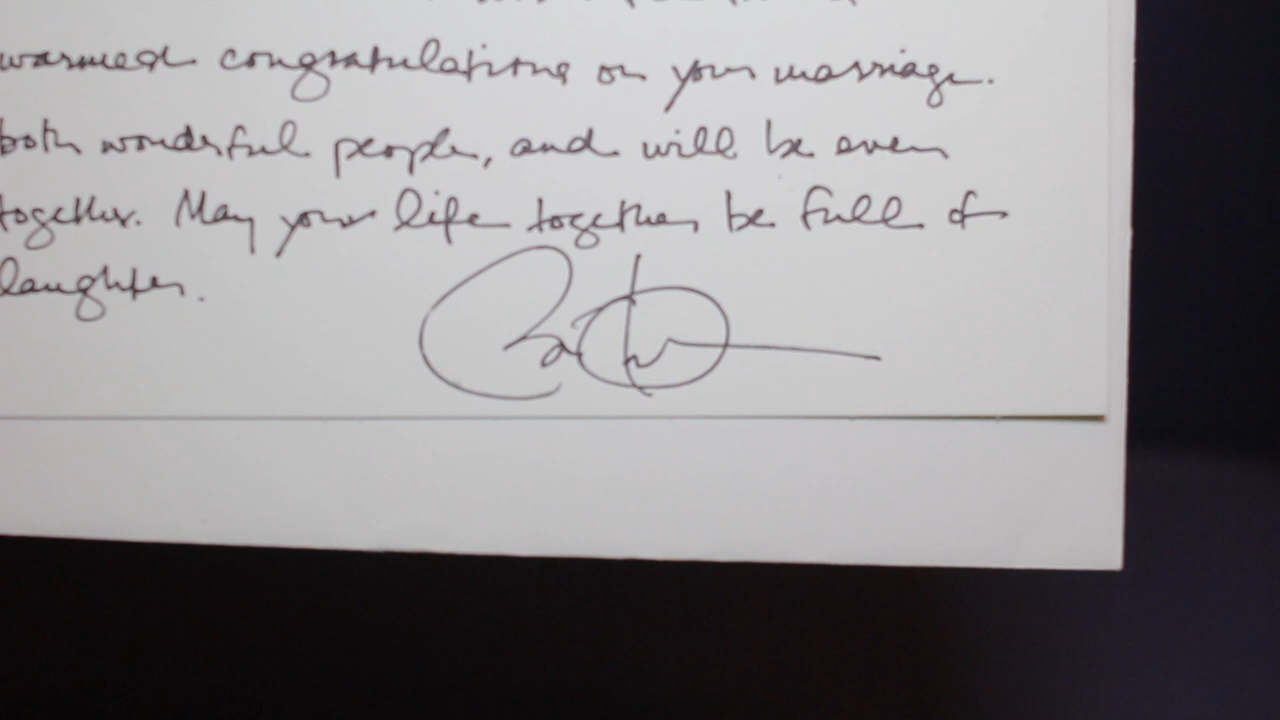 warmest congratulations on your marriage.
both wonderful people, and will be even
together. May your life together be full of
laughter.